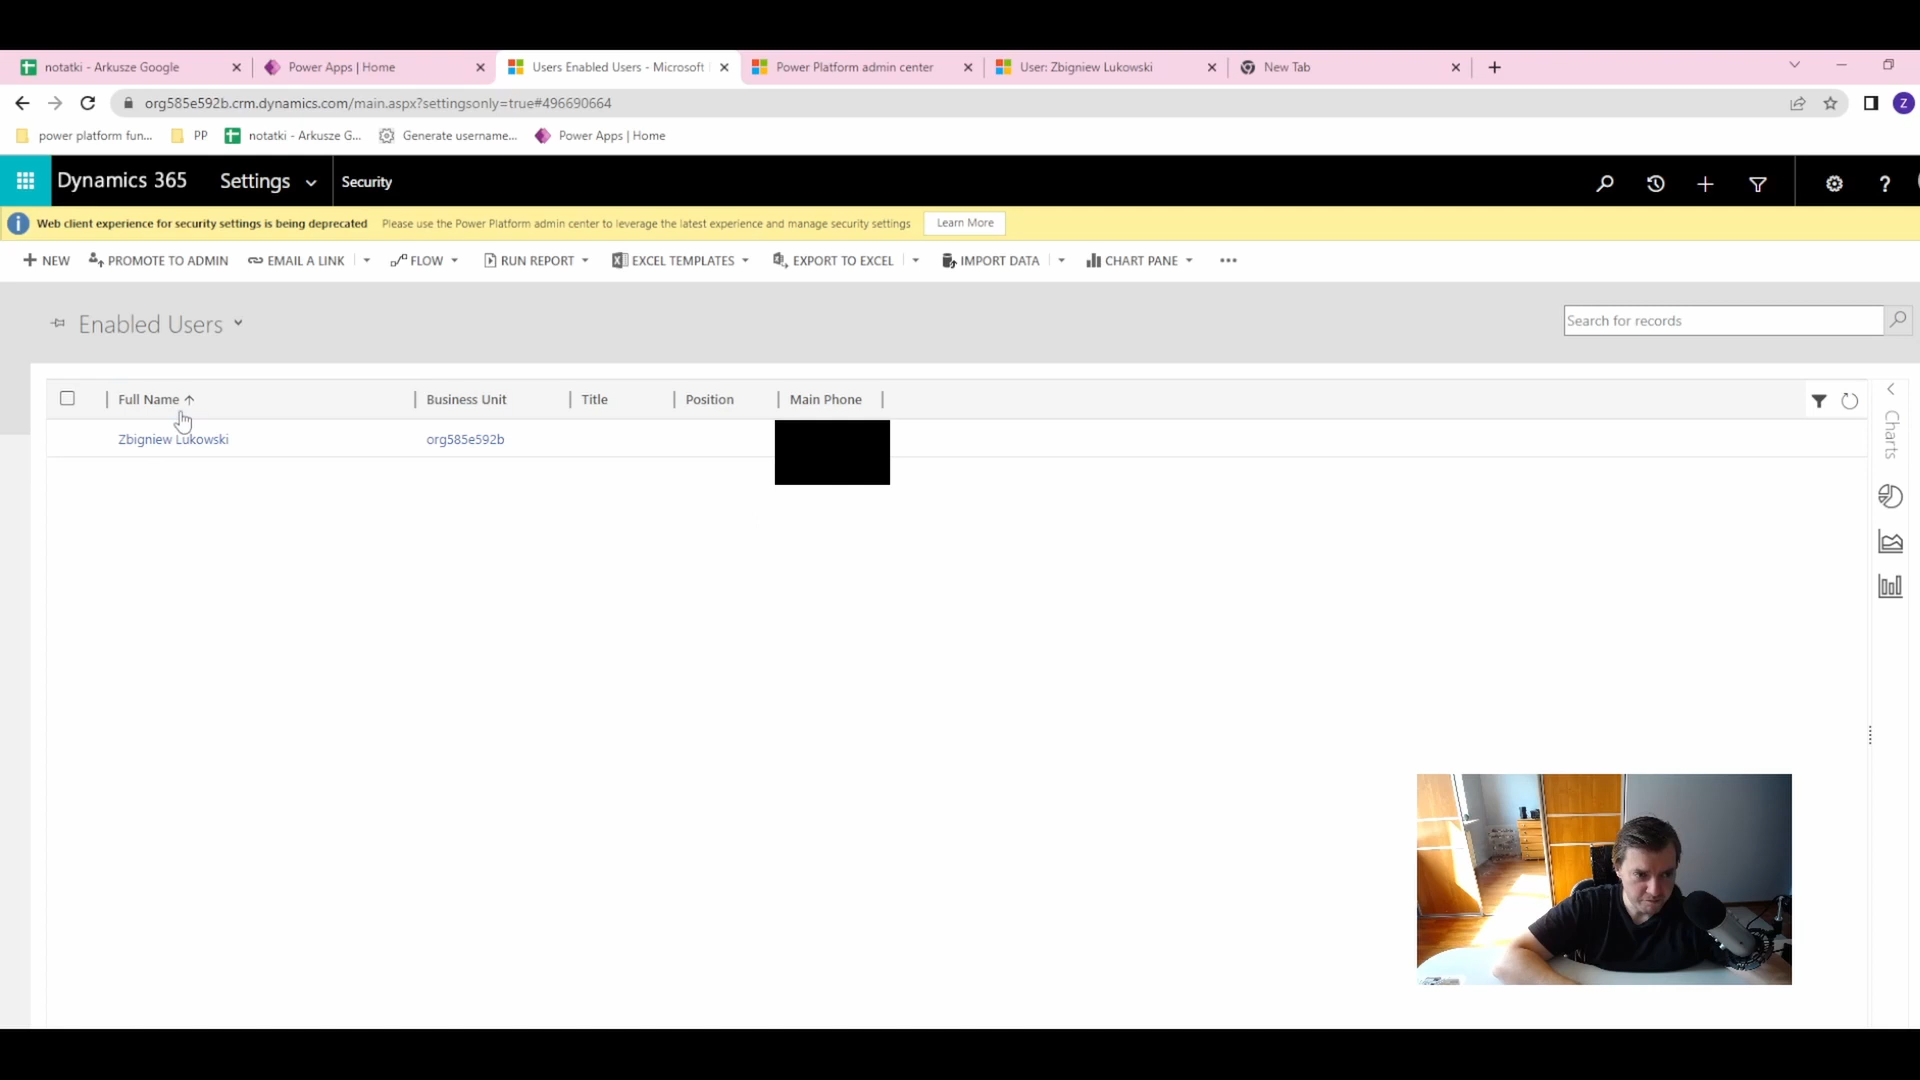 notatki - Arkusze Google
Power Apps | Home
Users Enabled Users - Microsoft
Power Platform admin center
User: Zbigniew Lukowski
New Tab
org585e592b.crm.dynamics.com/main.aspx?settingsonly=true#496690664
Z
power platform fun...
PP
notatki - Arkusze G...
Generate username...
Power Apps | Home
Dynamics 365
Settings
Security
?
Web client experience for security settings is being deprecated
Please use the Power Platform admin center to leverage the latest experience and manage security settings
Learn More
NEW
PROMOTE TO ADMIN
EMAIL A LINK
FLOW
RUN REPORT
EXCEL TEMPLATES
EXPORT TO EXCEL
IMPORT DATA
CHART PANE
Enabled Users
Search for records
Full Name
Business Unit
Title
Position
Main Phone
Zbigniew Lukowski
org585e592b
Charts